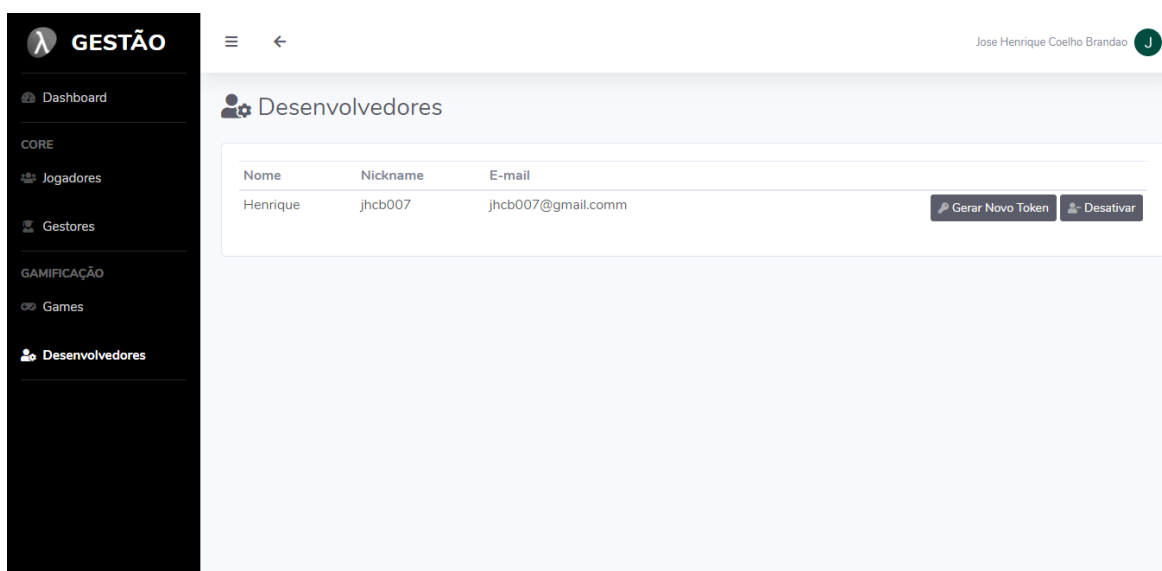 λ GESTÃO
Jose Henrique Coelho Brandao J
Dashboard
CORE
Jogadores
Gestores
GAMIFICAÇÃO
Games
Desenvolvedores
Desenvolvedores
Nome Nickname E-mail
Henrique jhcb007 jhcb007@gmail.comm Gerar Novo Token Desativar